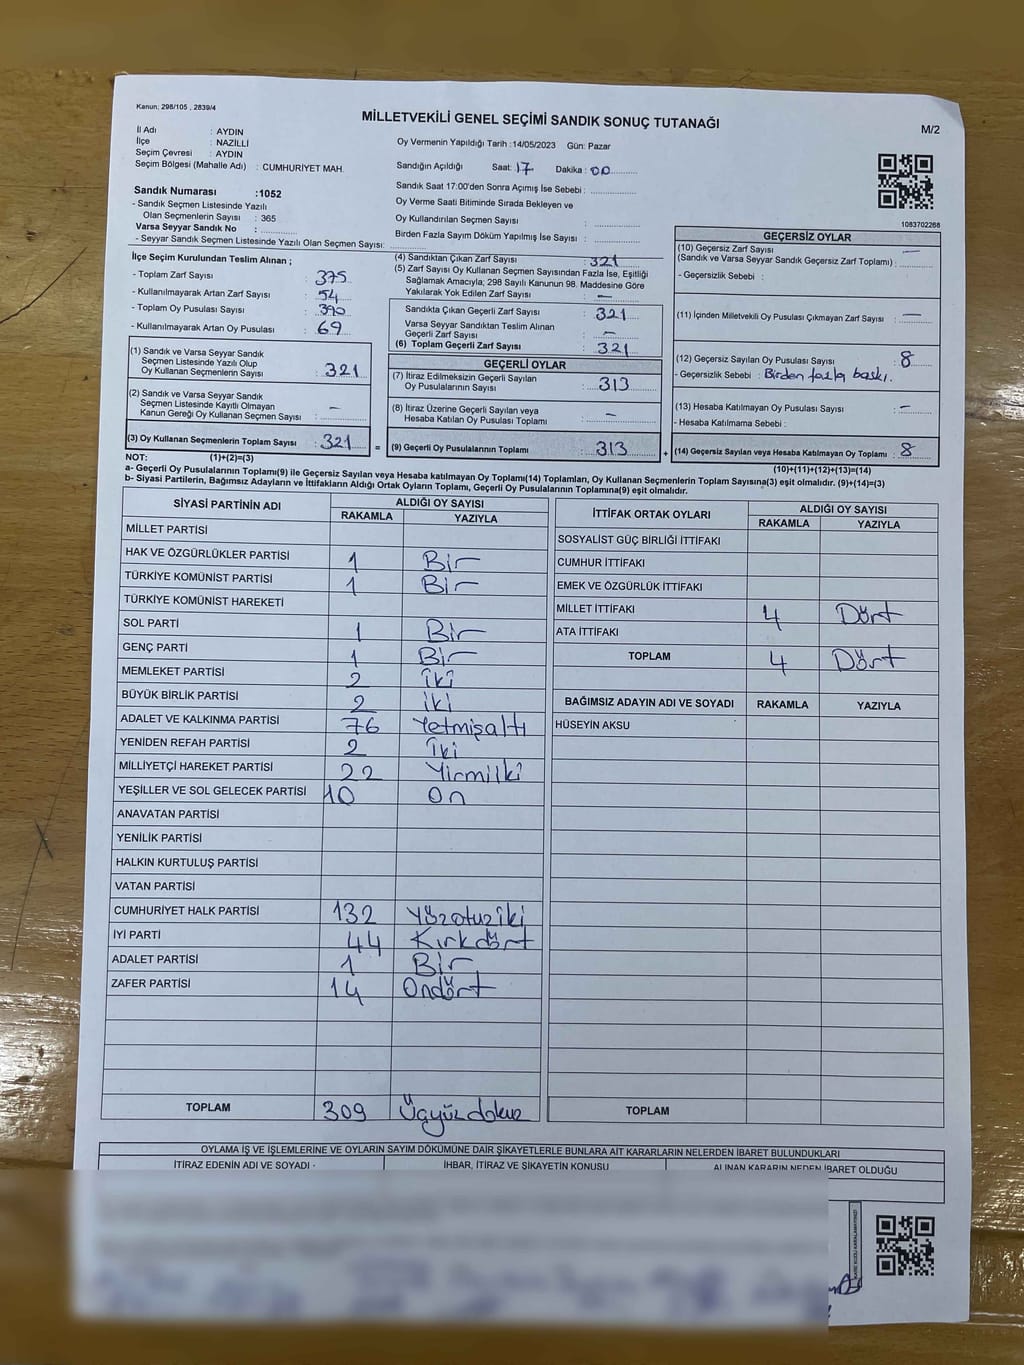 Kanun: 298/105 , 2839/4
MİLLETVEKİLİ GENEL SEÇİMİ SANDIK SONUÇ TUTANAĞI
M/2
İl Adı : AYDIN
İlçe : NAZİLLİ
Seçim Çevresi : AYDIN
Seçim Bölgesi (Mahalle Adı) : CUMHURİYET MAH.
Sandık Numarası :1052
- Sandık Seçmen Listesinde Yazılı
Olan Seçmenlerin Sayısı : 365
Varsa Seyyar Sandık No :
- Seyyar Sandık Seçmen Listesinde Yazılı Olan Seçmen Sayısı:
Oy Vermenin Yapıldığı Tarih :14/05/2023 Gün: Pazar
Sandığın Açıldığı Saat: 17 Dakika : 00
Sandık Saat 17:00'den Sonra Açımış İse Sebebi :
Oy Verme Saati Bitiminde Sırada Bekleyen ve
Oy Kullandırılan Seçmen Sayısı :
Birden Fazla Sayım Döküm Yapılmış İse Sayısı :
1083702268
İlçe Seçim Kurulundan Teslim Alınan ;
- Toplam Zarf Sayısı : 375
- Kullanılmayarak Artan Zarf Sayısı : 54
- Toplam Oy Pusulası Sayısı : 390
- Kullanılmayarak Artan Oy Pusulası : 69
(1) Sandık ve Varsa Seyyar Sandık
Seçmen Listesinde Yazılı Olup
Oy Kullanan Seçmenlerin Sayısı : 321
(2) Sandık ve Varsa Seyyar Sandık
Seçmen Listesinde Kayıtlı Olmayan
Kanun Gereği Oy Kullanan Seçmen Sayısı : –
(3) Oy Kullanan Seçmenlerin Toplam Sayısı : 321 =
(4) Sandıktan Çıkan Zarf Sayısı : 321
(5) Zarf Sayısı Oy Kullanan Seçmen Sayısından Fazla İse, Eşitliği
Sağlamak Amacıyla; 298 Sayılı Kanunun 98. Maddesine Göre
Yakılarak Yok Edilen Zarf Sayısı : –
Sandıkta Çıkan Geçerli Zarf Sayısı : 321
Varsa Seyyar Sandıktan Teslim Alınan
Geçerli Zarf Sayısı : –
(6) Toplam Geçerli Zarf Sayısı : 321
GEÇERLİ OYLAR
(7) İtiraz Edilmeksizin Geçerli Sayılan
Oy Pusulalarının Sayısı : 313
(8) İtiraz Üzerine Geçerli Sayılan veya
Hesaba Katılan Oy Pusulası Toplamı : –
(9) Geçerli Oy Pusulalarının Toplamı : 313 +
GEÇERSİZ OYLAR
(10) Geçersiz Zarf Sayısı –
(Sandık ve Varsa Seyyar Sandık Geçersiz Zarf Toplamı) :
- Geçersizlik Sebebi :
(11) İçinden Milletvekili Oy Pusulası Çıkmayan Zarf Sayısı : –
(12) Geçersiz Sayılan Oy Pusulası Sayısı : 8
- Geçersizlik Sebebi : Birden fazla baskı.
(13) Hesaba Katılmayan Oy Pusulası Sayısı : –
- Hesaba Katılmama Sebebi :
(14) Geçersiz Sayılan veya Hesaba Katılmayan Oy Toplamı : 8
NOT: (1)+(2)=(3)
(10)+(11)+(12)+(13)=(14)
a- Geçerli Oy Pusulalarının Toplamı(9) ile Geçersiz Sayılan veya Hesaba katılmayan Oy Toplamı(14) Toplamları, Oy Kullanan Seçmenlerin Toplam Sayısına(3) eşit olmalıdır. (9)+(14)=(3)
b- Siyasi Partilerin, Bağımsız Adayların ve İttifakların Aldığı Ortak Oyların Toplamı, Geçerli Oy Pusulalarının Toplamına(9) eşit olmalıdır.
SİYASİ PARTİNİN ADI ALDIĞI OY SAYISI
RAKAMLA YAZIYLA
MİLLET PARTİSİ
HAK VE ÖZGÜRLÜKLER PARTİSİ 1 Bir
TÜRKİYE KOMÜNİST PARTİSİ 1 Bir
TÜRKİYE KOMÜNİST HAREKETİ
SOL PARTİ 1 Bir
GENÇ PARTİ 1 Bir
MEMLEKET PARTİSİ 2 iki
BÜYÜK BİRLİK PARTİSİ 2 iki
ADALET VE KALKINMA PARTİSİ 76 Yetmişaltı
YENİDEN REFAH PARTİSİ 2 İki
MİLLİYETÇİ HAREKET PARTİSİ 22 Yirmiiki
YEŞİLLER VE SOL GELECEK PARTİSİ 10 On
ANAVATAN PARTİSİ
YENİLİK PARTİSİ
HALKIN KURTULUŞ PARTİSİ
VATAN PARTİSİ
CUMHURİYET HALK PARTİSİ 132 Yüzotuziki
İYİ PARTİ 44 Kırkdört
ADALET PARTİSİ 1 Bir
ZAFER PARTİSİ 14 Ondört
TOPLAM 309 Üçyüzdokuz
İTTİFAK ORTAK OYLARI ALDIĞI OY SAYISI
RAKAMLA YAZIYLA
SOSYALİST GÜÇ BİRLİĞİ İTTİFAKI
CUMHUR İTTİFAKI
EMEK VE ÖZGÜRLÜK İTTİFAKI
MİLLET İTTİFAKI 4 Dört
ATA İTTİFAKI
TOPLAM 4 Dört
BAĞIMSIZ ADAYIN ADI VE SOYADI RAKAMLA YAZIYLA
HÜSEYİN AKSU
TOPLAM
OYLAMA İŞ VE İŞLEMLERİNE VE OYLARIN SAYIM DÖKÜMÜNE DAİR ŞİKAYETLERLE BUNLARA AİT KARARLARIN NELERDEN İBARET BULUNDUKLARI
İTİRAZ EDENİN ADI VE SOYADI İHBAR, İTİRAZ VE ŞİKAYETİN KONUSU ALINAN KARARIN NEDEN İBARET OLDUĞU